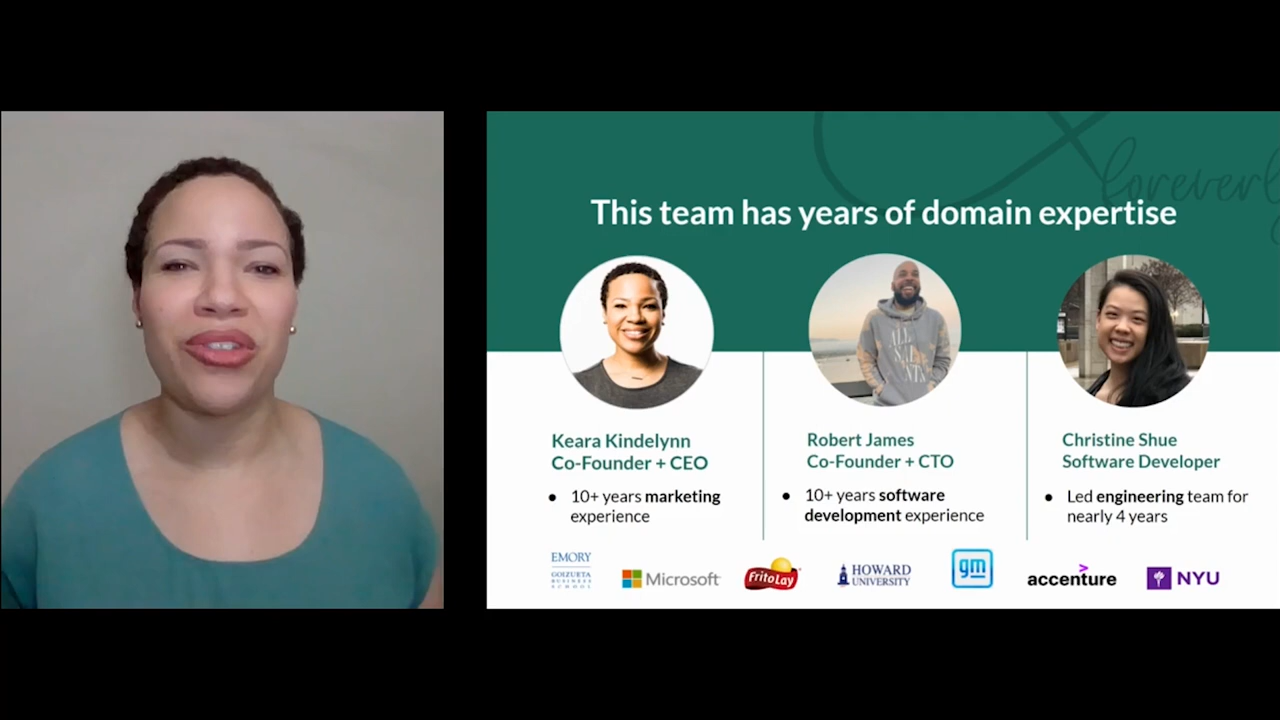 foreverly
This team has years of domain expertise
Keara Kindelynn
Co-Founder + CEO
● 10+ years marketing
experience
Robert James
Co-Founder + CTO
● 10+ years software
development experience
Christine Shue
Software Developer
● Led engineering team for
nearly 4 years
EMORY
GOIZUETA
BUSINESS
SCHOOL
Microsoft
FritoLay
HOWARD
UNIVERSITY
gm
accenture
NYU